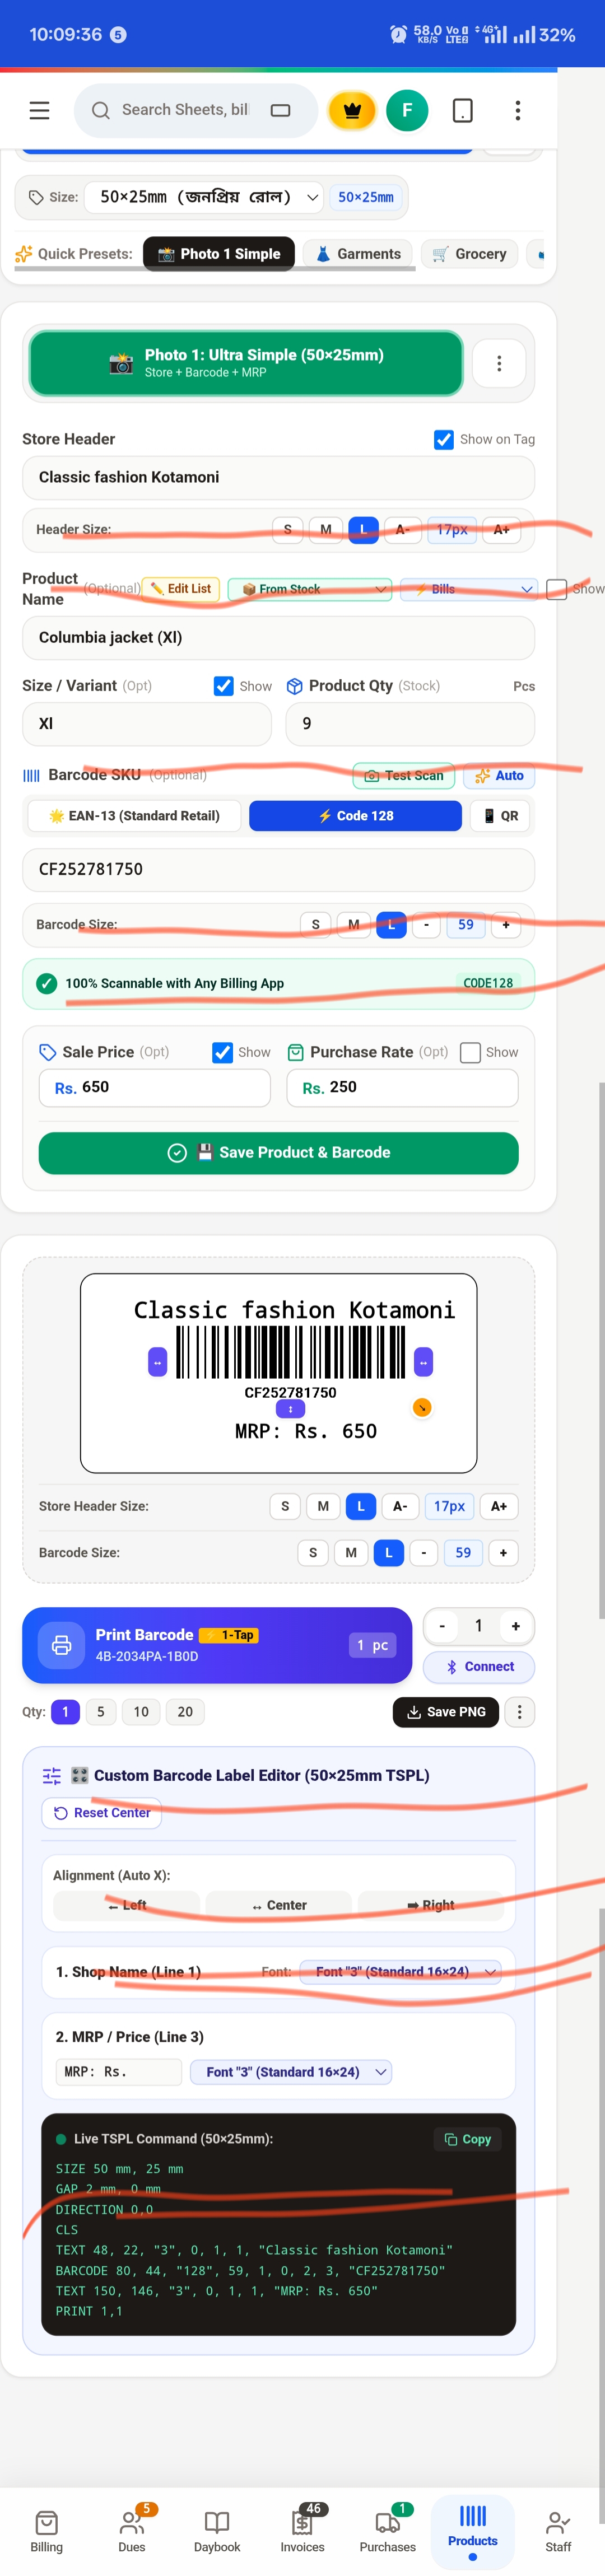 10:09:36 5 58.0 KB/S Vo LTE2 4G+ 32%
Search Sheets, bil F
Size: 50×25mm (জনপ্রিয় রোল) 50×25mm
Quick Presets: 📸 Photo 1 Simple 👗 Garments 🛒 Grocery
📸 Photo 1: Ultra Simple (50×25mm)
Store + Barcode + MRP
Store Header Show on Tag
Classic fashion Kotamoni
Header Size: S M L A- 17px A+
Product Name (Optional) ✏️ Edit List 📦 From Stock ⚡ Bills Show
Columbia jacket (Xl)
Size / Variant (Opt) Show Product Qty (Stock) Pcs
Xl 9
Barcode SKU (Optional) Test Scan Auto
🌟 EAN-13 (Standard Retail) ⚡ Code 128 📱 QR
CF252781750
Barcode Size: S M L - 59 +
100% Scannable with Any Billing App CODE128
Sale Price (Opt) Show Purchase Rate (Opt) Show
Rs. 650 Rs. 250
💾 Save Product & Barcode
Classic fashion Kotamoni
CF252781750
MRP: Rs. 650
Store Header Size: S M L A- 17px A+
Barcode Size: S M L - 59 +
Print Barcode ⚡ 1-Tap
4B-2034PA-1B0D 1 pc
- 1 +
Connect
Qty: 1 5 10 20 Save PNG
🎛️ Custom Barcode Label Editor (50×25mm TSPL)
Reset Center
Alignment (Auto X):
← Left ↔ Center ➡ Right
1. Shop Name (Line 1) Font: Font "3" (Standard 16×24)
2. MRP / Price (Line 3)
MRP: Rs. Font "3" (Standard 16×24)
Live TSPL Command (50×25mm): Copy
SIZE 50 mm, 25 mm
GAP 2 mm, 0 mm
DIRECTION 0,0
CLS
TEXT 48, 22, "3", 0, 1, 1, "Classic fashion Kotamoni"
BARCODE 80, 44, "128", 59, 1, 0, 2, 3, "CF252781750"
TEXT 150, 146, "3", 0, 1, 1, "MRP: Rs. 650"
PRINT 1,1
5 46 1
Billing Dues Daybook Invoices Purchases Products Staff